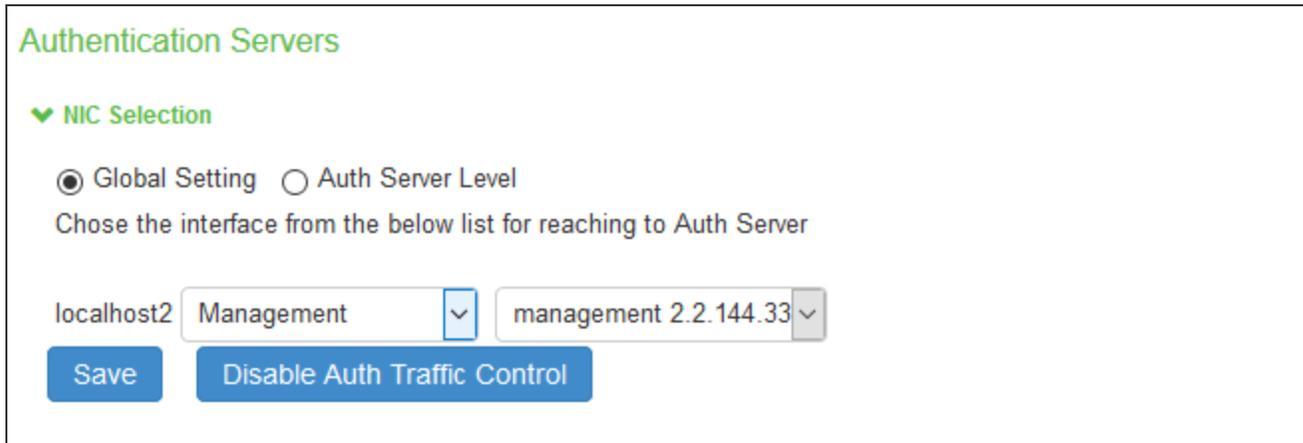 Authentication Servers
NIC Selection
Global Setting Auth Server Level
Chose the interface from the below list for reaching to Auth Server
localhost2 Management management 2.2.144.33
Save Disable Auth Traffic Control